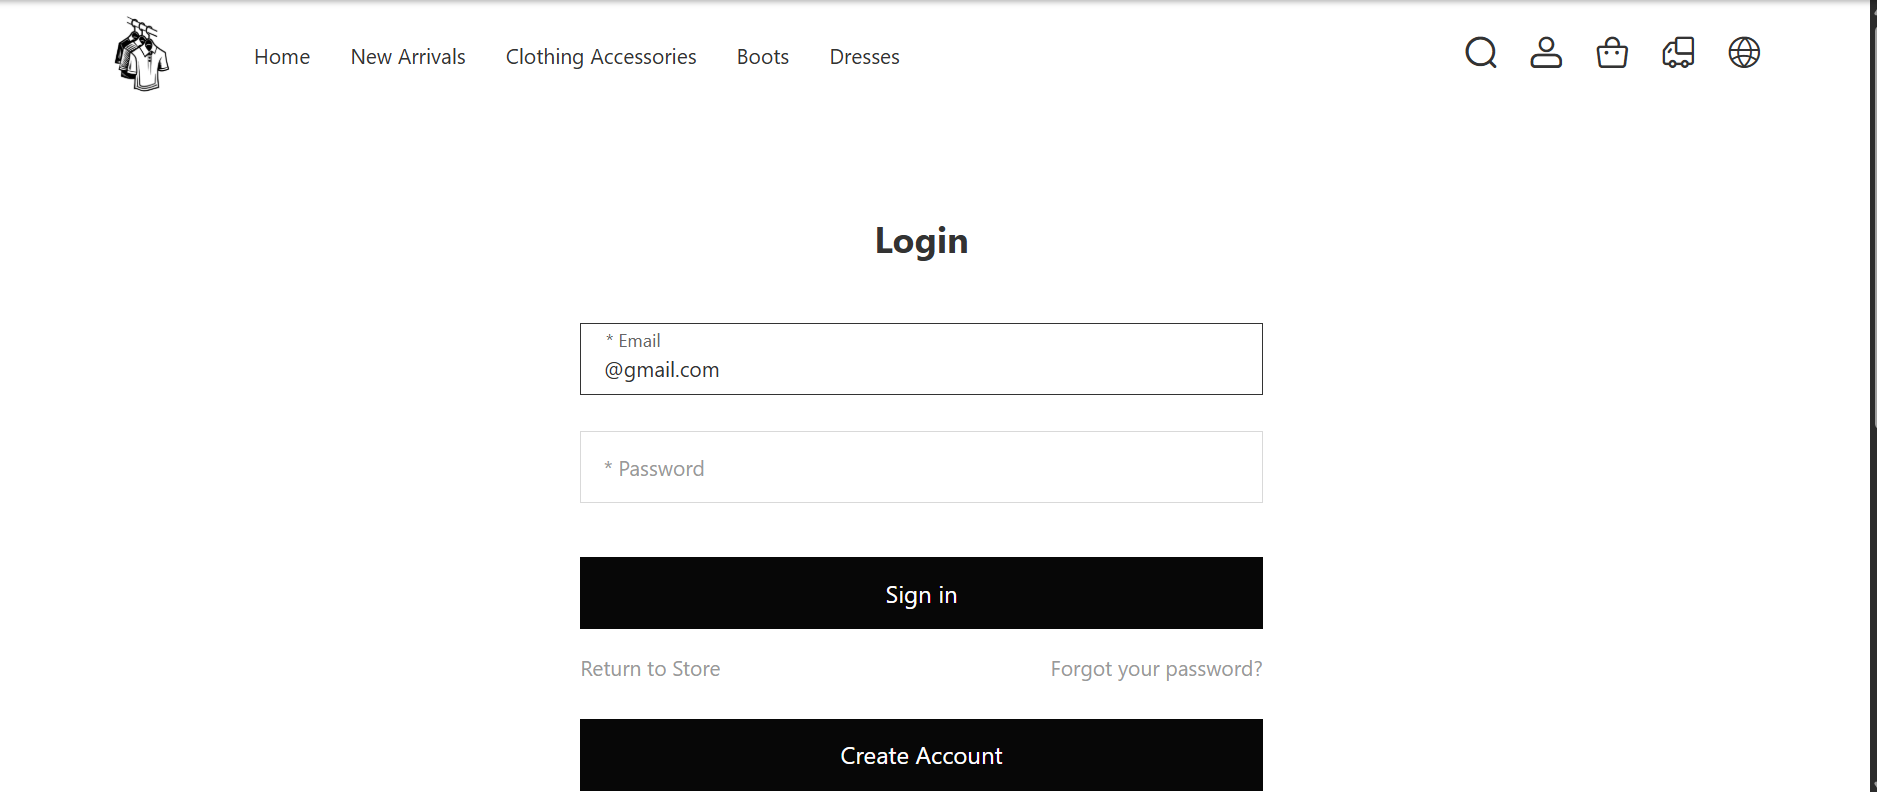 Home New Arrivals Clothing Accessories Boots Dresses
Login
* Email
@gmail.com
* Password
Sign in
Return to Store Forgot your password?
Create Account